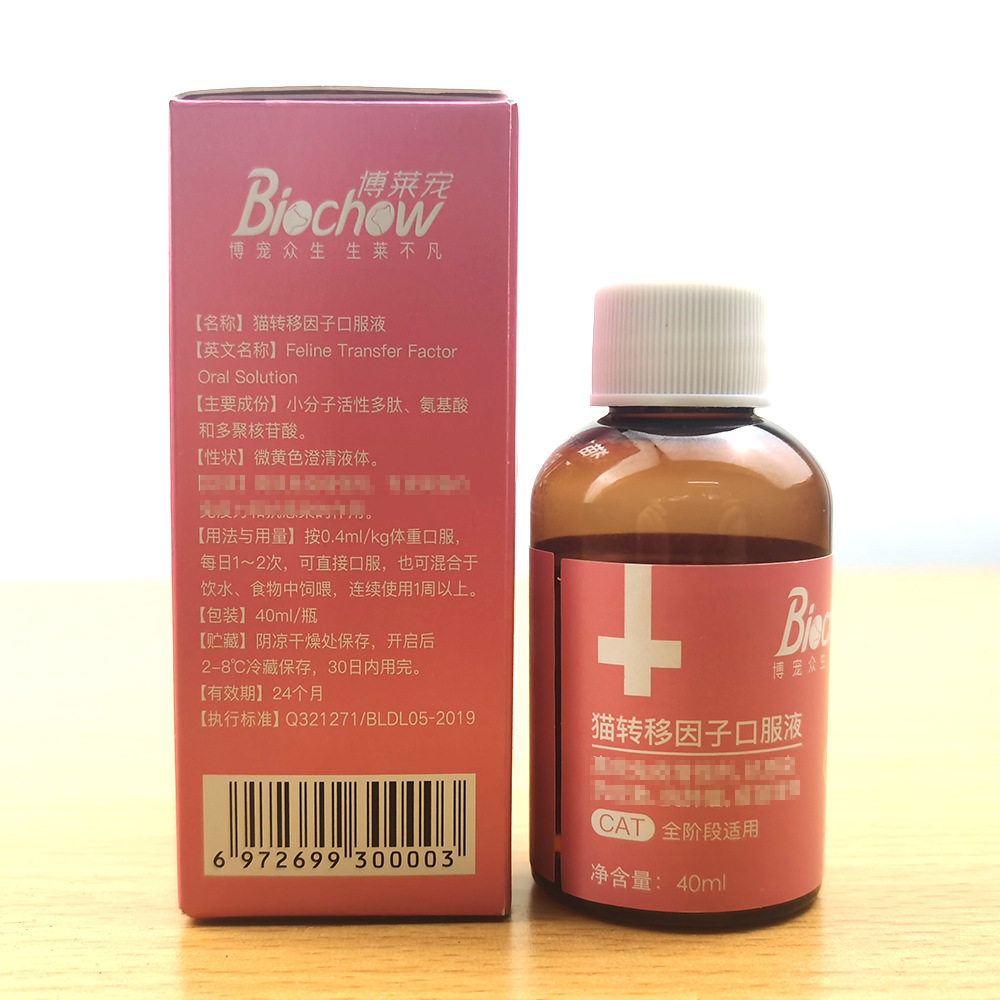 博莱宠
Biochow
博宠众生 生莱不凡
【名称】猫转移因子口服液
【英文名称】Feline Transfer Factor
Oral Solution
【主要成份】小分子活性多肽、氨基酸
和多聚核苷酸。
【性状】微黄色澄清液体。
【用法与用量】按0.4ml/kg体重口服，
每日1～2次，可直接口服，也可混合于
饮水、食物中饲喂，连续使用1周以上。
【包装】40ml/瓶
【贮藏】阴凉干燥处保存，开启后
2-8℃冷藏保存，30日内用完。
【有效期】24个月
【执行标准】Q321271/BLDL05-2019
6 972699 300003
Biochow
博宠众生
猫转移因子口服液
CAT 全阶段适用
净含量：40ml